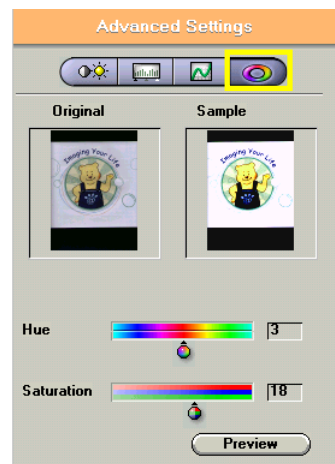 Advanced Settings
Original Sample
Imaging Your Life
Imaging Your Life
Hue 3
Saturation 18
Preview